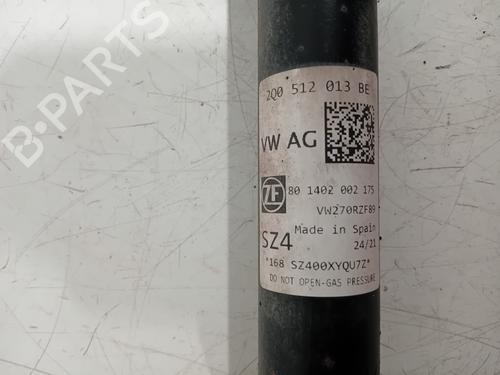 2Q0 512 013 BE
VW AG
ZF
80 1402 002 175
VW270RZF89
Made in Spain
SZ4
24/21
*168 SZ400XYQU7Z*
DO NOT OPEN-GAS PRESSURE
B-PARTS